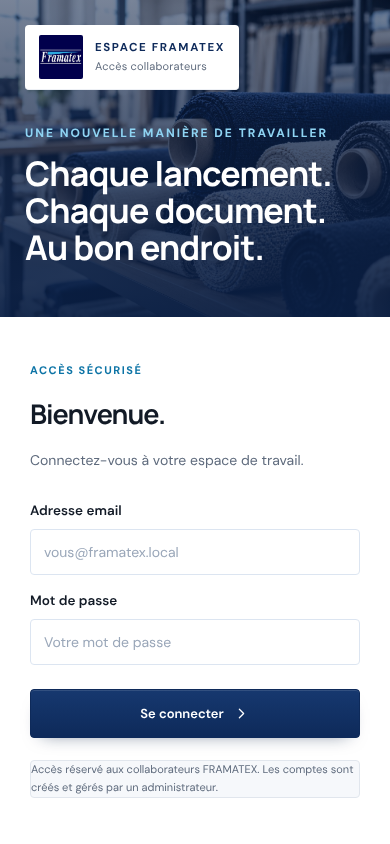 Framatex
ESPACE FRAMATEX
Accès collaborateurs
UNE NOUVELLE MANIÈRE DE TRAVAILLER
Chaque lancement.
Chaque document.
Au bon endroit.
ACCÈS SÉCURISÉ
Bienvenue.
Connectez-vous à votre espace de travail.
Adresse email
vous@framatex.local
Mot de passe
Votre mot de passe
Se connecter
Accès réservé aux collaborateurs FRAMATEX. Les comptes sont
créés et gérés par un administrateur.